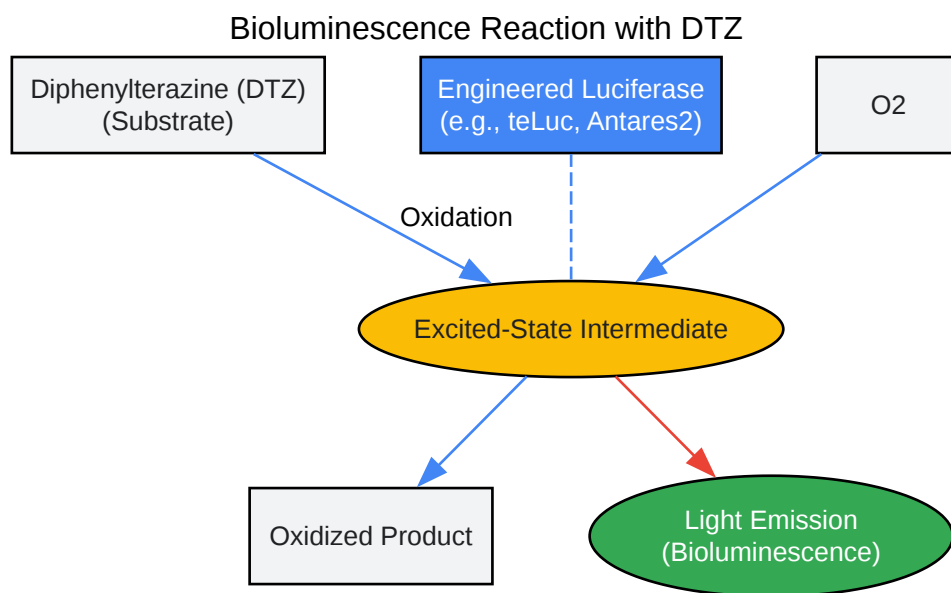 Bioluminescence Reaction with DTZ
Diphenylterazine (DTZ)
(Substrate)
Engineered Luciferase
(e.g., teLuc, Antares2)
O2
Oxidation
Excited-State Intermediate
Oxidized Product
Light Emission
(Bioluminescence)